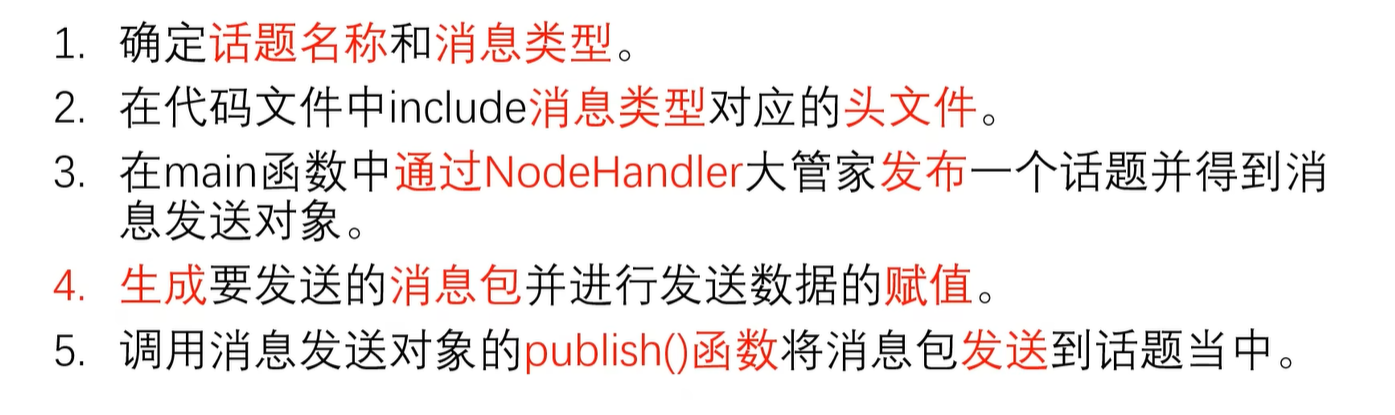 1. 确定话题名称和消息类型。
2. 在代码文件中include消息类型对应的头文件。
3. 在main函数中通过NodeHandler大管家发布一个话题并得到消
息发送对象。
4. 生成要发送的消息包并进行发送数据的赋值。
5. 调用消息发送对象的publish()函数将消息包发送到话题当中。